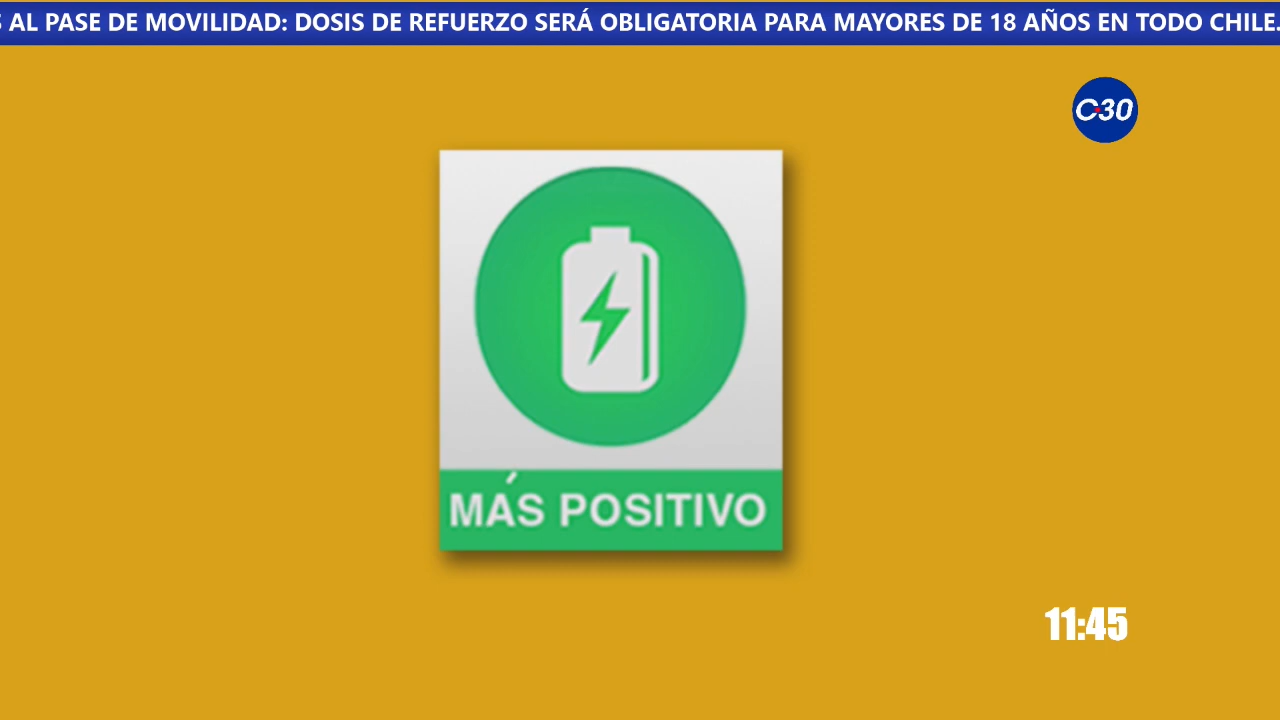 AL PASE DE MOVILIDAD: DOSIS DE REFUERZO SERÁ OBLIGATORIA PARA MAYORES DE 18 AÑOS EN TODO CHILE.
C30
MÁS POSITIVO
11:45